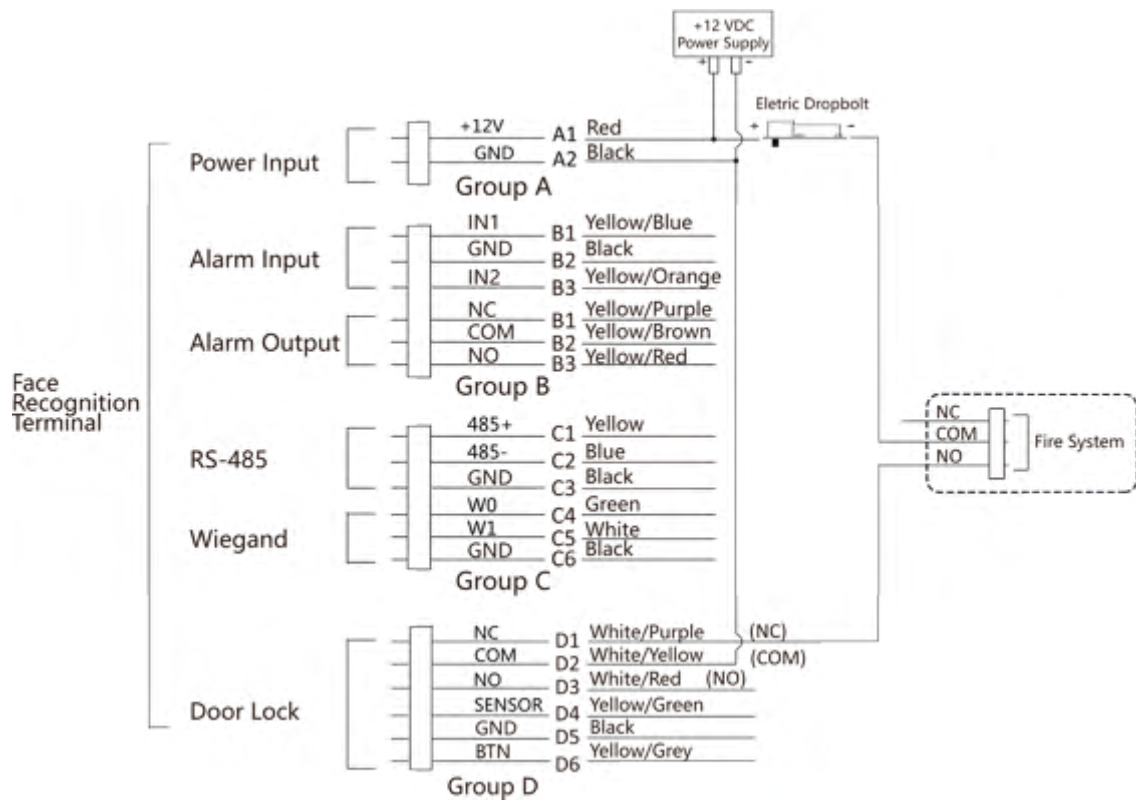 +12 VDC
Power Supply
+ -
Eletric Dropbolt
+ -
Face
Recognition
Terminal
Power Input
+12V A1 Red
GND A2 Black
Group A
Alarm Input
IN1 B1 Yellow/Blue
GND B2 Black
IN2 B3 Yellow/Orange
Alarm Output
NC B1 Yellow/Purple
COM B2 Yellow/Brown
NO B3 Yellow/Red
Group B
RS-485
485+ C1 Yellow
485- C2 Blue
GND C3 Black
Wiegand
W0 C4 Green
W1 C5 White
GND C6 Black
Group C
Door Lock
NC D1 White/Purple (NC)
COM D2 White/Yellow (COM)
NO D3 White/Red (NO)
SENSOR D4 Yellow/Green
GND D5 Black
BTN D6 Yellow/Grey
Group D
NC
COM
NO
Fire System